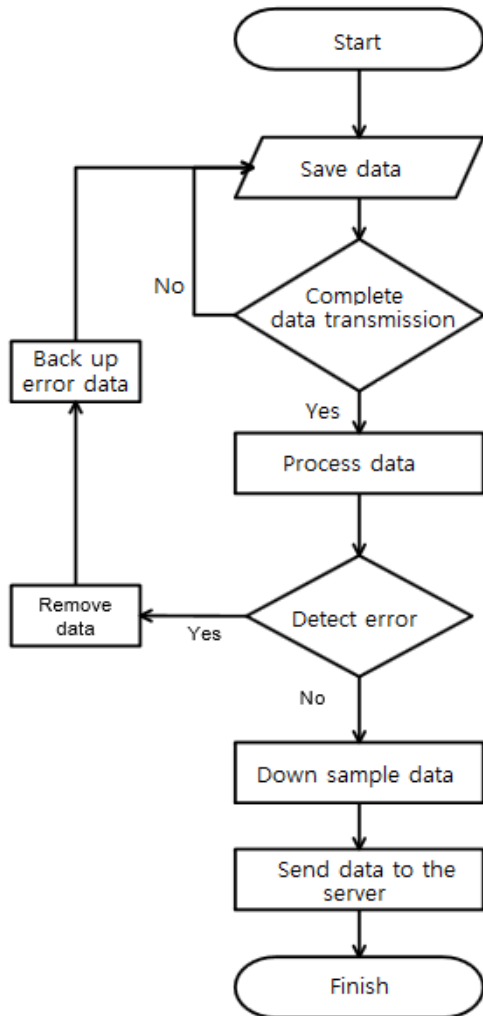 Start
Save data
No
Complete
data transmission
Back up
error data
Yes
Process data
Remove
data
Yes
Detect error
No
Down sample data
Send data to the
server
Finish